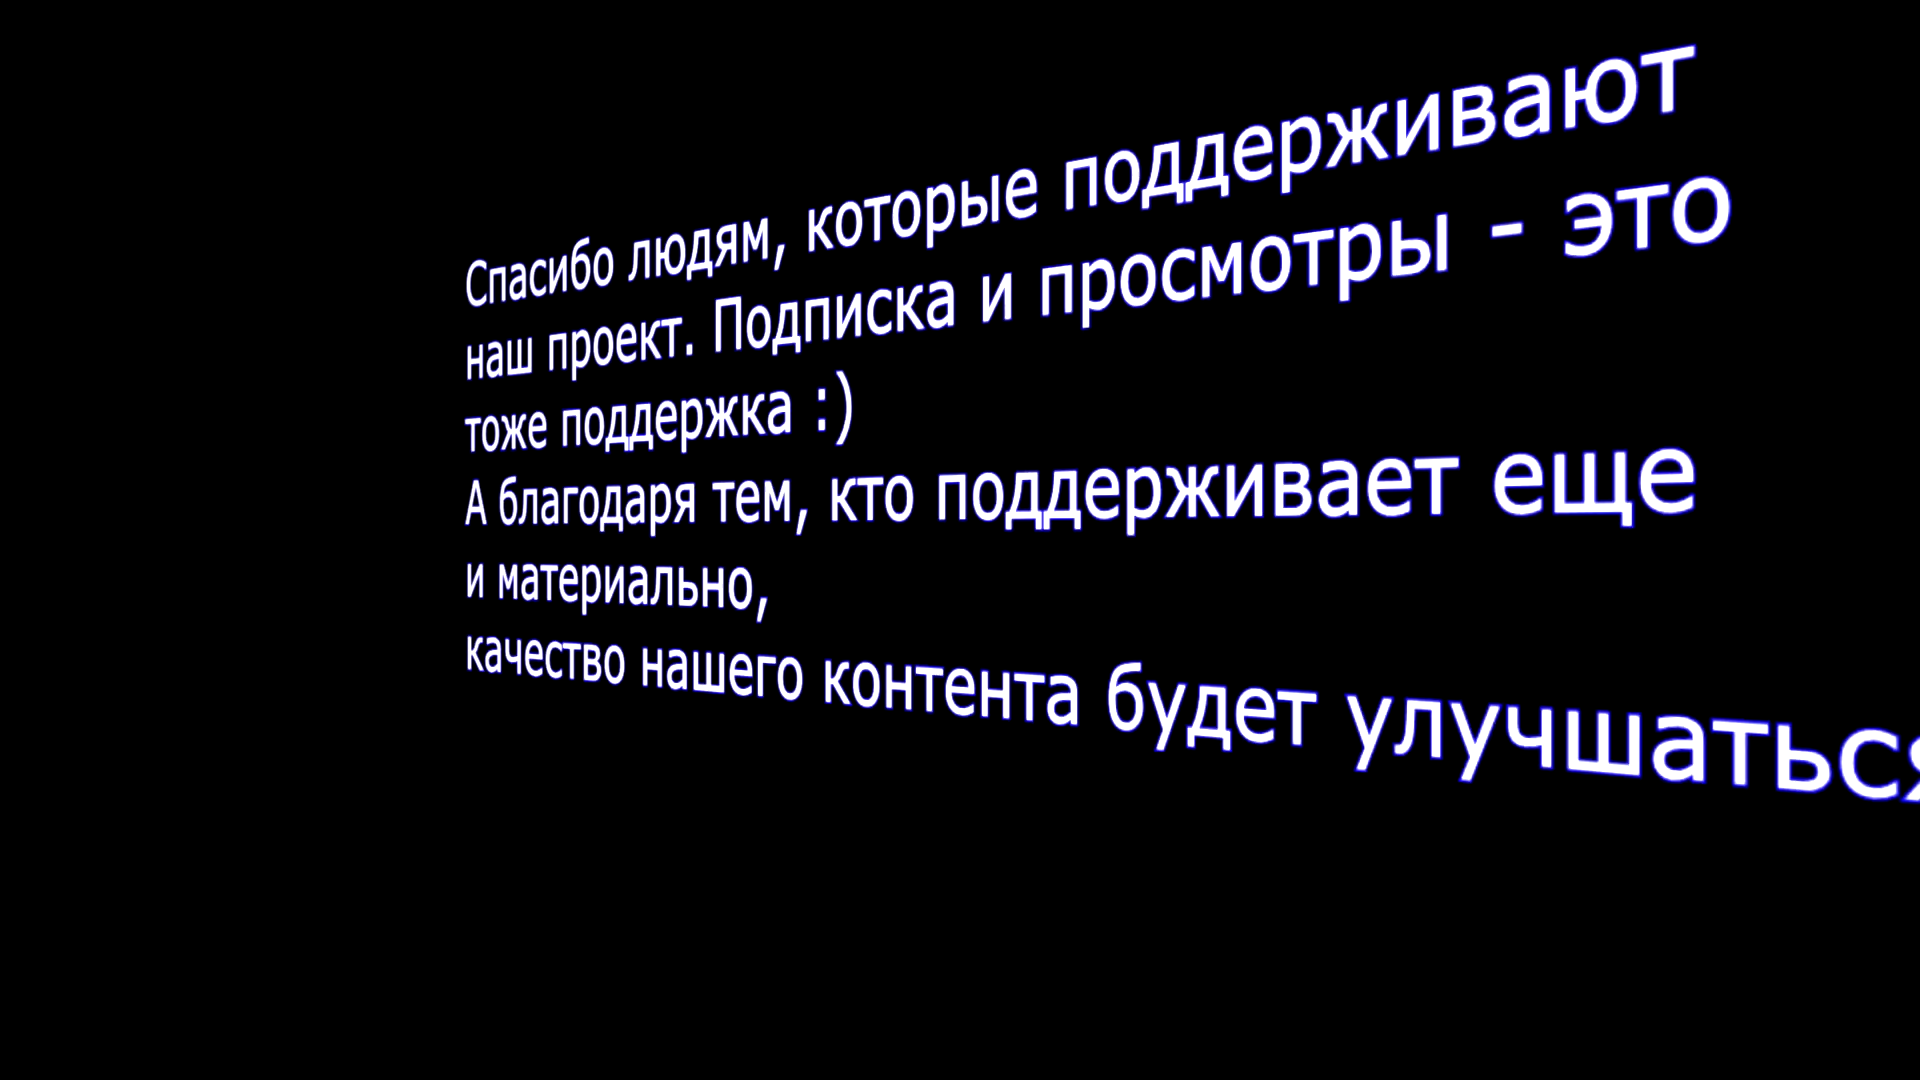 Спасибо людям, которые поддерживают
наш проект. Подписка и просмотры - это
тоже поддержка :)
А благодаря тем, кто поддерживает еще
и материально,
качество нашего контента будет улучшаться